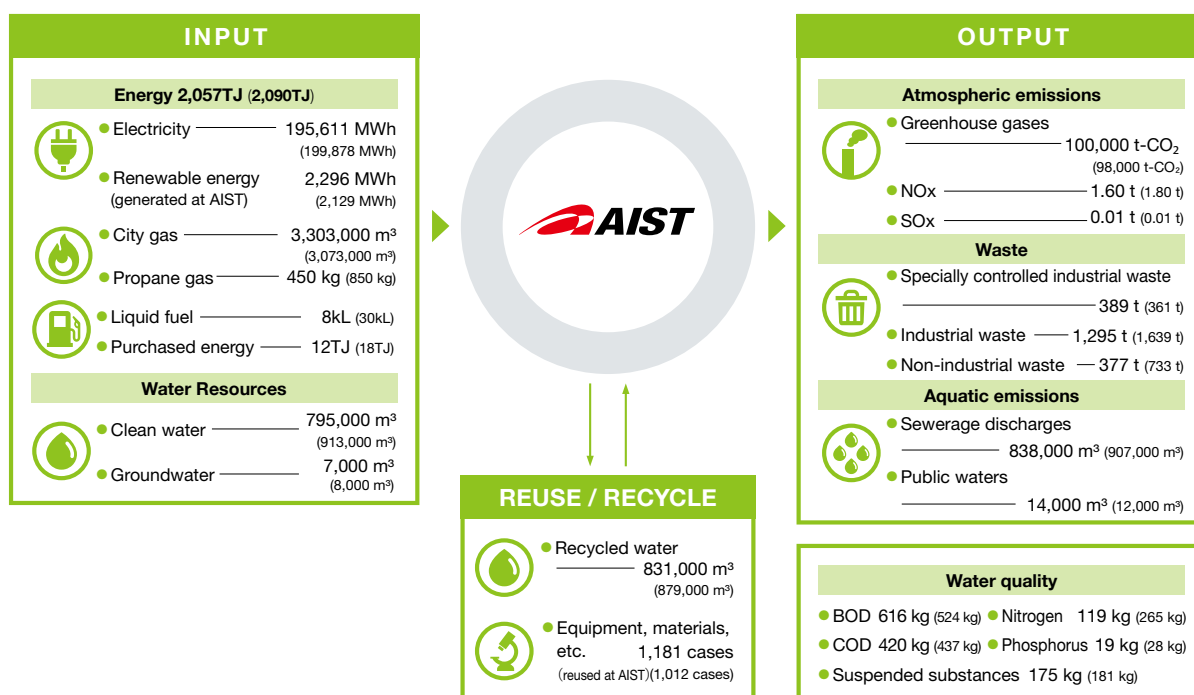 INPUT
Energy 2,057TJ (2,090TJ)
Electricity 195,611 MWh
(199,878 MWh)
Renewable energy 2,296 MWh
(generated at AIST) (2,129 MWh)
City gas 3,303,000 m³
(3,073,000 m³)
Propane gas 450 kg (850 kg)
Liquid fuel 8kL (30kL)
Purchased energy 12TJ (18TJ)
Water Resources
Clean water 795,000 m³
(913,000 m³)
Groundwater 7,000 m³
(8,000 m³)
AIST
REUSE / RECYCLE
Recycled water
831,000 m³
(879,000 m³)
Equipment, materials,
etc. 1,181 cases
(reused at AIST)(1,012 cases)
OUTPUT
Atmospheric emissions
Greenhouse gases
100,000 t-CO₂
(98,000 t-CO₂)
NOx 1.60 t (1.80 t)
SOx 0.01 t (0.01 t)
Waste
Specially controlled industrial waste
389 t (361 t)
Industrial waste 1,295 t (1,639 t)
Non-industrial waste 377 t (733 t)
Aquatic emissions
Sewerage discharges
838,000 m³ (907,000 m³)
Public waters
14,000 m³ (12,000 m³)
Water quality
BOD 616 kg (524 kg) Nitrogen 119 kg (265 kg)
COD 420 kg (437 kg) Phosphorus 19 kg (28 kg)
Suspended substances 175 kg (181 kg)